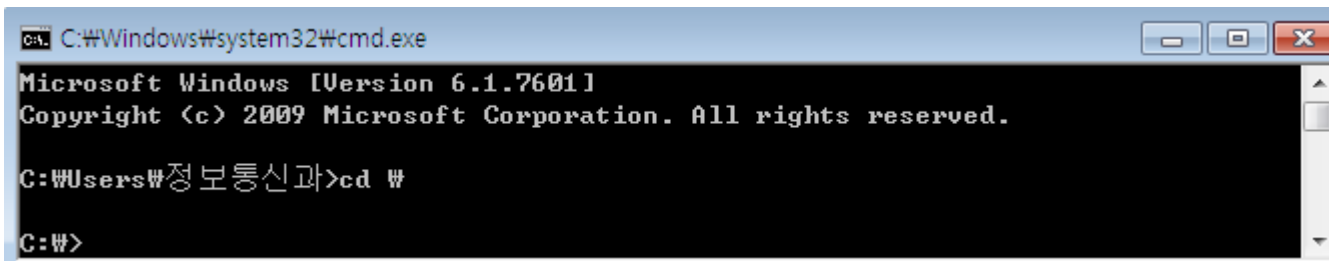 C:₩Windows₩system32₩cmd.exe
Microsoft Windows [Version 6.1.7601]
Copyright (c) 2009 Microsoft Corporation. All rights reserved.
C:₩Users₩정보통신과>cd ₩
C:₩>